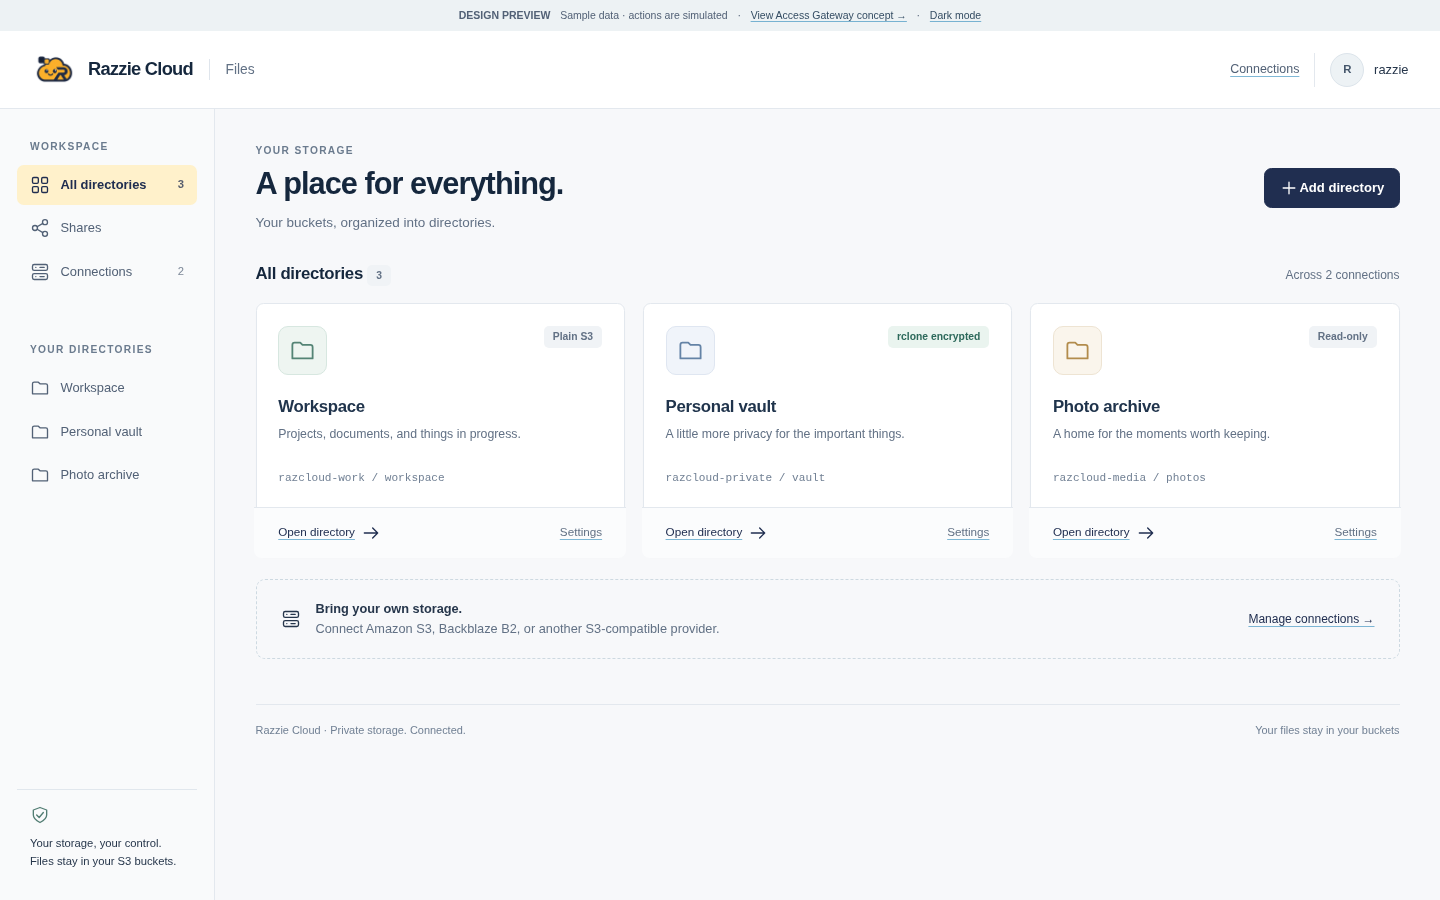 DESIGN PREVIEW Sample data · actions are simulated · View Access Gateway concept → · Dark mode
Razzie Cloud Files
Connections R razzie
WORKSPACE
All directories 3
Shares
Connections 2
YOUR DIRECTORIES
Workspace
Personal vault
Photo archive
Your storage, your control.
Files stay in your S3 buckets.
YOUR STORAGE
A place for everything.
Your buckets, organized into directories.
+ Add directory
All directories 3
Across 2 connections
Plain S3
Workspace
Projects, documents, and things in progress.
razcloud-work / workspace
Open directory → Settings
rclone encrypted
Personal vault
A little more privacy for the important things.
razcloud-private / vault
Open directory → Settings
Read-only
Photo archive
A home for the moments worth keeping.
razcloud-media / photos
Open directory → Settings
Bring your own storage.
Connect Amazon S3, Backblaze B2, or another S3-compatible provider.
Manage connections →
Razzie Cloud · Private storage. Connected.
Your files stay in your buckets